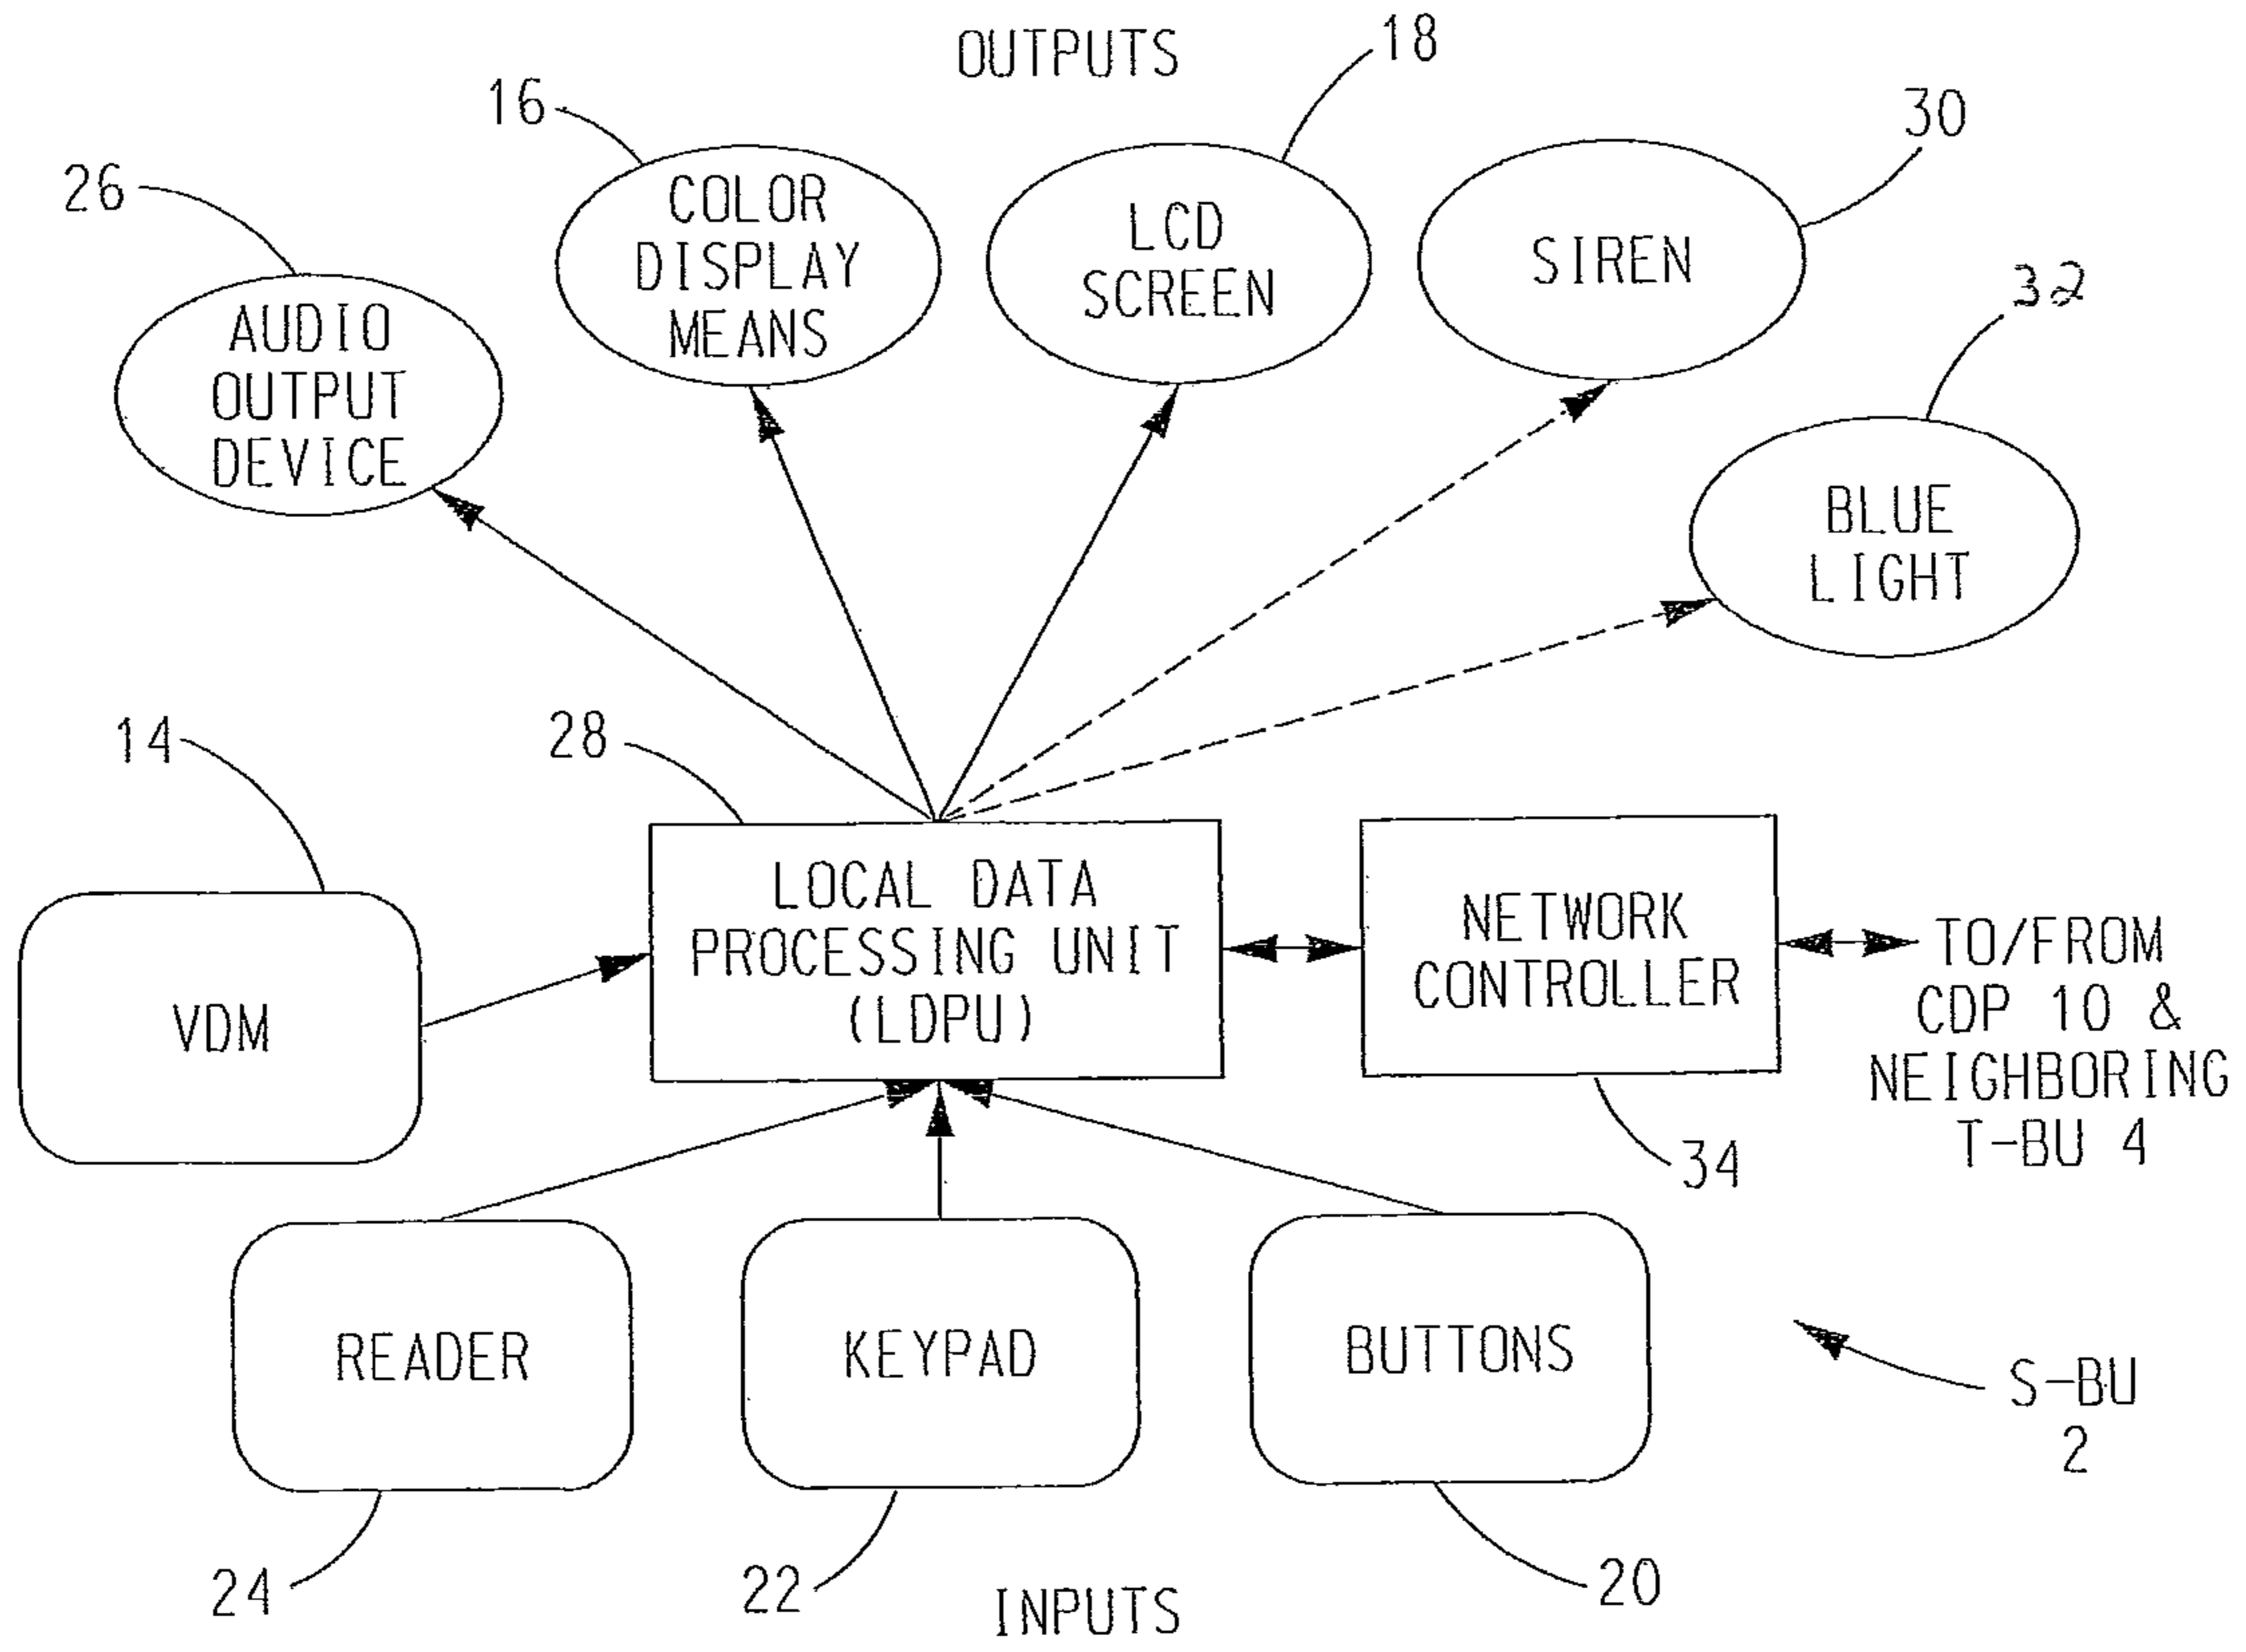 OUTPUTS
18
16
30
26
COLOR
DISPLAY
MEANS
LCD
SCREEN
SIREN
32
AUDIO
OUTPUT
DEVICE
BLUE
LIGHT
14
28
LOCAL DATA
PROCESSING UNIT
(LDPU)
NETWORK
CONTROLLER
TO/FROM
CDP 10 &
NEIGHBORING
T-BU 4
VDM
34
READER
KEYPAD
BUTTONS
S-BU
2
24
22
20
INPUTS